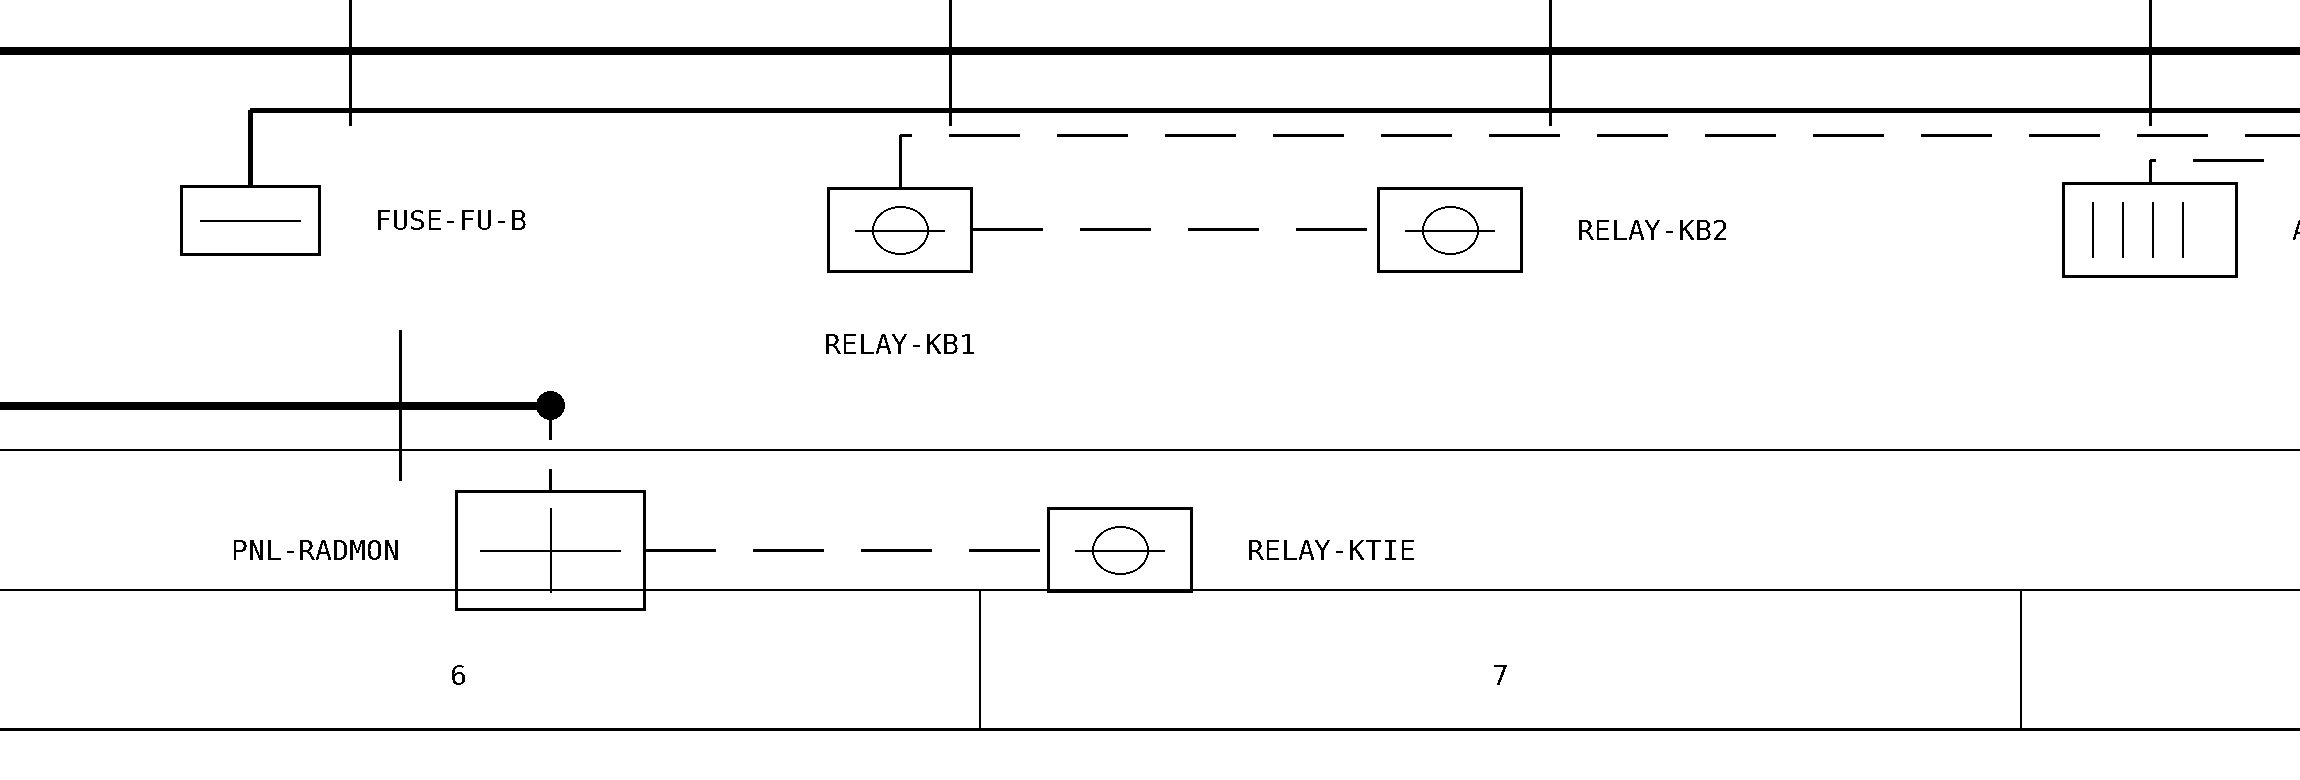 FUSE-FU-B
RELAY-KB2
RELAY-KB1
PNL-RADMON
RELAY-KTIE
6
7